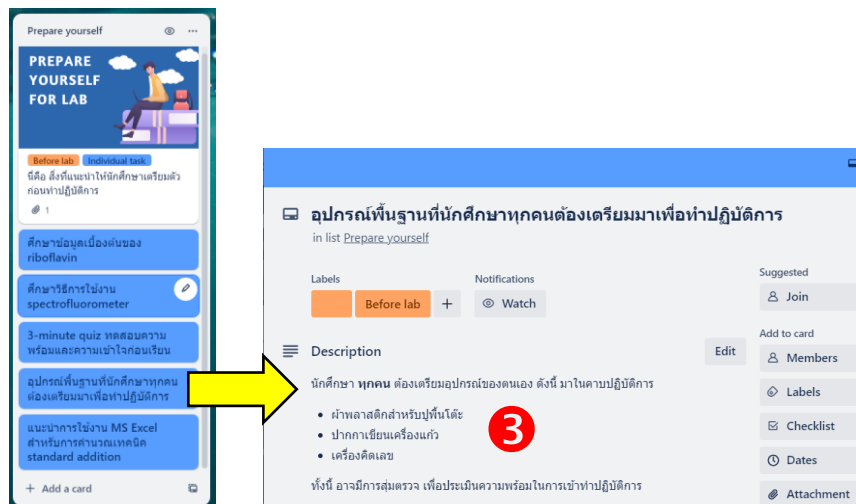 Prepare yourself
PREPARE
YOURSELF
FOR LAB
Before lab Individual task
นี่คือ สิ่งที่แนะนำให้นักศึกษาเตรียมตัว
ก่อนทำปฏิบัติการ
1
ศึกษาข้อมูลเบื้องต้นของ
riboflavin
ศึกษาวิธีการใช้งาน
spectrofluorometer
3-minute quiz ทดสอบความ
พร้อมและความเข้าใจก่อนเรียน
อุปกรณ์พื้นฐานที่นักศึกษาทุกคน
ต้องเตรียมมาเพื่อทำปฏิบัติการ
แนะนำการใช้งาน MS Excel
สำหรับการคำนวณเทคนิค
standard addition
+ Add a card
อุปกรณ์พื้นฐานที่นักศึกษาทุกคนต้องเตรียมมาเพื่อทำปฏิบัติการ
in list Prepare yourself
Labels
Before lab +
Notifications
Watch
Description
Edit
นักศึกษา ทุกคน ต้องเตรียมอุปกรณ์ของตนเอง ดังนี้ มาในคาบปฏิบัติการ
• ผ้าพลาสติกสำหรับปูพื้นโต๊ะ
• ปากกาเขียนเครื่องแก้ว
• เครื่องคิดเลข
3
ทั้งนี้ อาจมีการสุ่มตรวจ เพื่อประเมินความพร้อมในการเข้าทำปฏิบัติการ
Suggested
Join
Add to card
Members
Labels
Checklist
Dates
Attachment